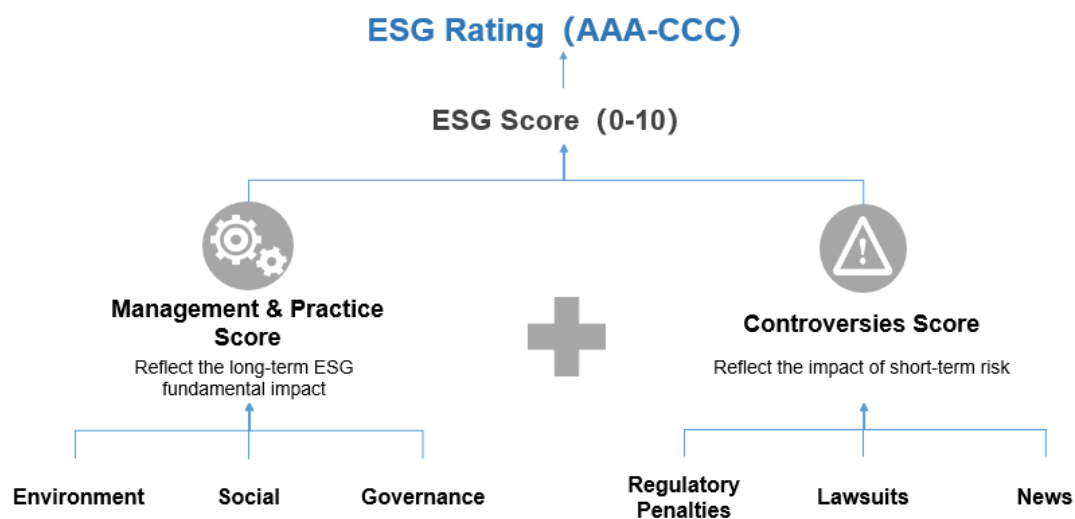 ESG Rating (AAA-CCC)
ESG Score (0-10)
Management & Practice
Score
Reflect the long-term ESG
fundamental impact
Controversies Score
Reflect the impact of short-term risk
Environment
Social
Governance
Regulatory
Penalties
Lawsuits
News